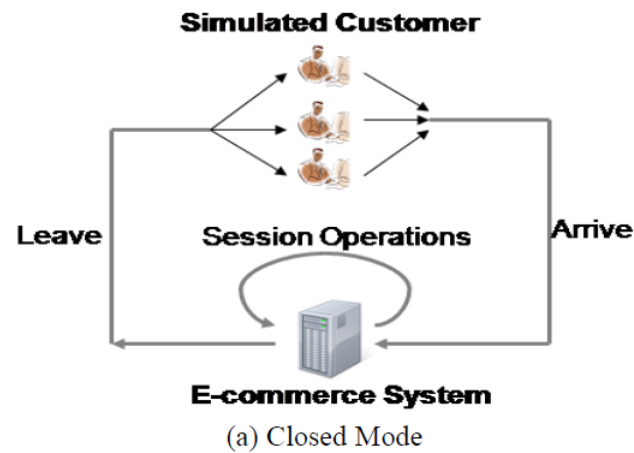 Simulated Customer
Leave
Session Operations
Arrive
E-commerce System
(a) Closed Mode